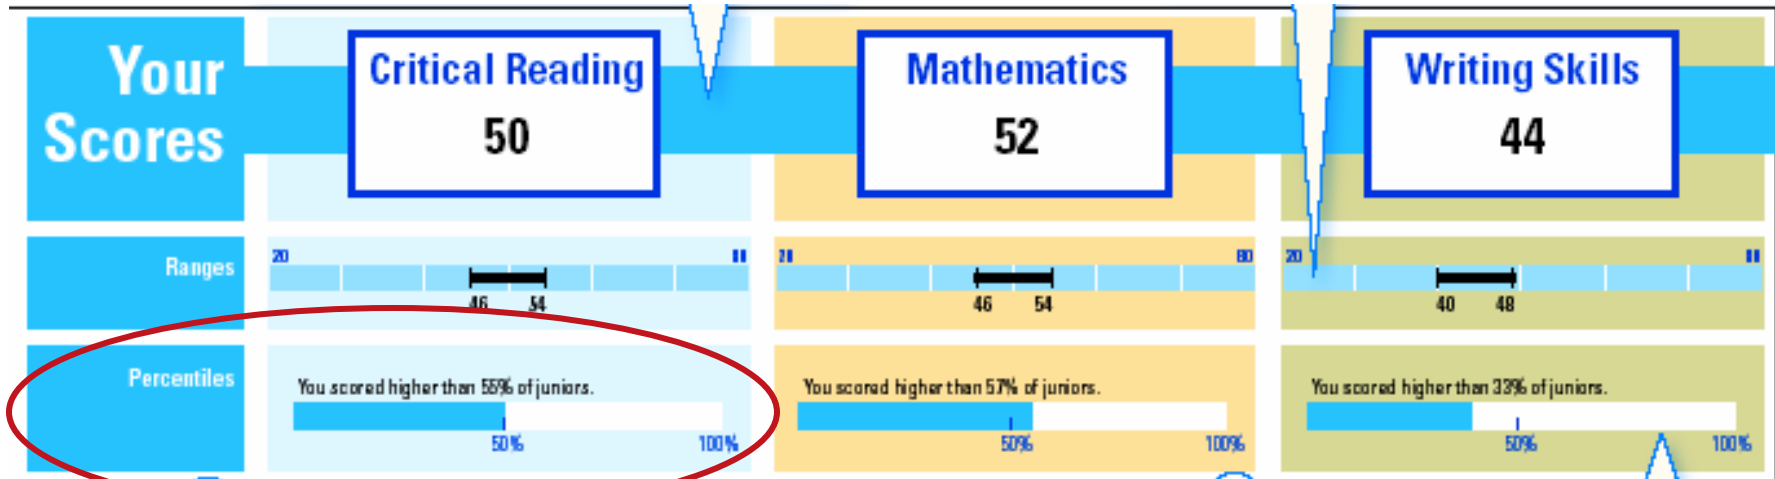 Your
Scores
Critical Reading
50
Mathematics
52
Writing Skills
44
Ranges
20
46 54
46 54
80
20
40 48
Percentiles
You scored higher than 55% of juniors.
50% 100%
You scored higher than 57% of juniors.
50% 100%
You scored higher than 33% of juniors.
50% 100%